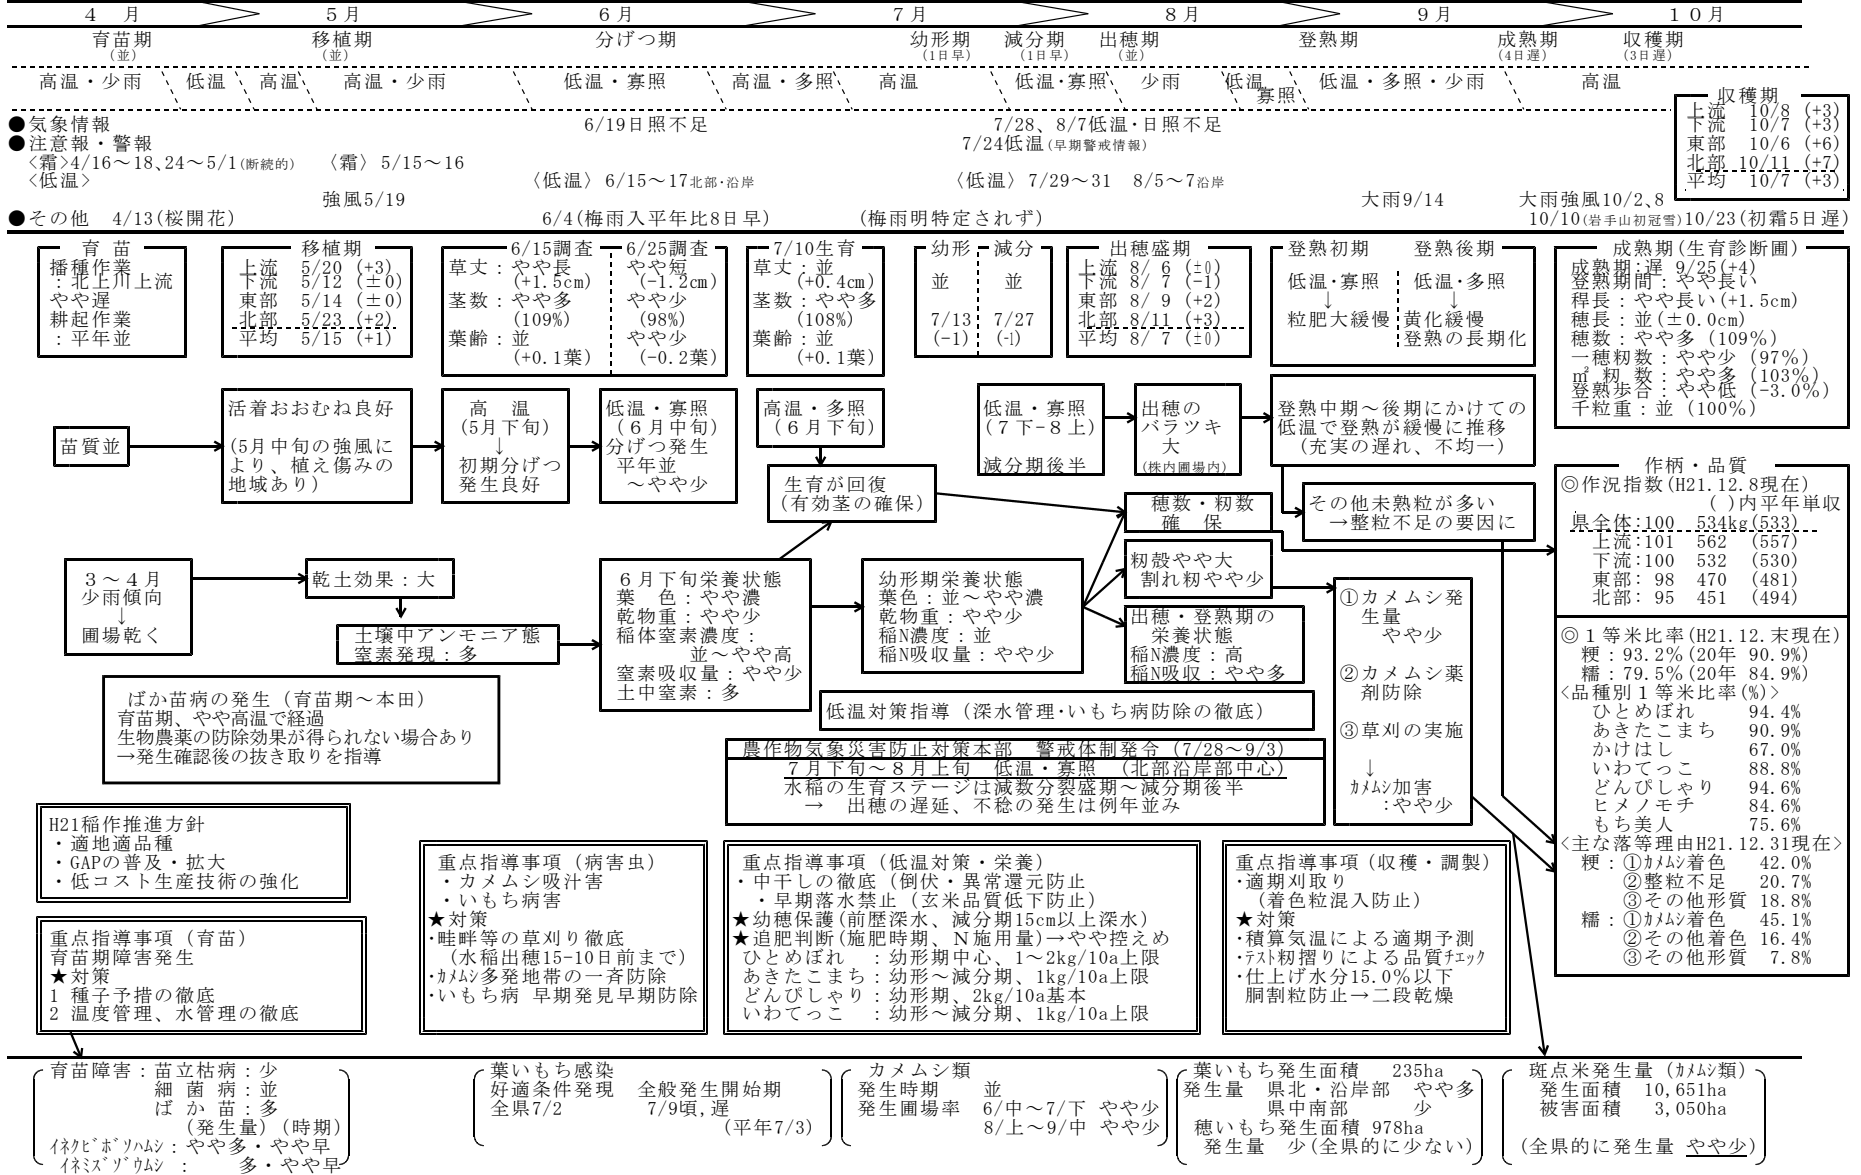 ４　月　５月　６月　７月　８月　９月　１０月
育苗期　移植期　分げつ期　幼形期　減分期　出穂期　登熟期　成熟期　収穫期
(並)　(並)　(1日早)　(1日早)　(並)　(4日遅)　(3日遅)
高温・少雨　低温　高温　高温・少雨　低温・寡照　高温・多照　高温　低温・寡照　少雨　低温　低温・多照・少雨　高温
寡照
収穫期
上流　10/8 (+3)
下流　10/7 (+3)
東部　10/6 (+6)
北部 10/11 (+7)
平均　10/7 (+3)
●気象情報　6/19日照不足　7/28、8/7低温・日照不足
●注意報・警報　7/24低温(早期警戒情報)
〈霜〉4/16～18、24～5/1(断続的)　〈霜〉5/15～16
〈低温〉　〈低温〉6/15～17北部・沿岸　〈低温〉7/29～31　8/5～7沿岸
強風5/19　大雨9/14　大雨強風10/2、8
●その他　4/13(桜開花)　6/4(梅雨入平年比8日早)　(梅雨明特定されず)　10/10(岩手山初冠雪)10/23(初霜5日遅)
育　苗
播種作業
：北上川上流
やや遅
耕起作業
：平年並
移植期
上流　5/20 (+3)
下流　5/12 (±0)
東部　5/14 (±0)
北部　5/23 (+2)
平均　5/15 (+1)
6/15調査　6/25調査
草丈：やや長　やや短
(+1.5cm)　(-1.2cm)
茎数：やや多　やや少
(109%)　(98%)
葉齢：並　やや少
(+0.1葉)　(-0.2葉)
7/10生育
草丈：並
(+0.4cm)
茎数：やや多
(108%)
葉齢：並
(+0.1葉)
幼形　減分
並　並
7/13　7/27
(-1)　(-1)
出穂盛期
上流 8/ 6 (±0)
下流 8/ 7 (-1)
東部 8/ 9 (+2)
北部 8/11 (+3)
平均 8/ 7 (±0)
登熟初期　登熟後期
低温・寡照　低温・多照
↓　↓
粒肥大緩慢　黄化緩慢
登熟の長期化
成熟期(生育診断圃)
成熟期:遅 9/25(+4)
登熟期間：やや長い
稈長：やや長い(+1.5cm)
穂長：並(±0.0cm)
穂数：やや多 (109%)
一穂籾数：やや少 (97%)
㎡ 籾 数：やや多 (103%)
登熟歩合：やや低 (-3.0%)
千粒重：並 (100%)
苗質並
活着おおむね良好
(5月中旬の強風に
より、植え傷みの
地域あり)
高　温
(5月下旬)
↓
初期分げつ
発生良好
低温・寡照
(６月中旬)
分げつ発生
平年並
～やや少
高温・多照
(６月下旬)
生育が回復
(有効茎の確保)
低温・寡照
(７下-８上)
減分期後半
出穂の
バラツキ
大
(株内圃場内)
登熟中期～後期にかけての
低温で登熟が緩慢に推移
(充実の遅れ、不均一)
穂数・籾数
確　保
その他未熟粒が多い
→整粒不足の要因に
作柄・品質
◎作況指数(H21.12.8現在)
( )内平年単収
県全体:100　534kg(533)
上流:101　562　(557)
下流:100　532　(530)
東部: 98　470　(481)
北部: 95　451　(494)
３～４月
少雨傾向
↓
圃場乾く
乾土効果：大
土壌中アンモニア態
窒素発現：多
６月下旬栄養状態
葉　色：やや濃
乾物重：やや少
稲体窒素濃度：
並～やや高
窒素吸収量：やや少
土中窒素：多
幼形期栄養状態
葉色：並～やや濃
乾物重：やや少
稲N濃度：並
稲N吸収量：やや少
籾殻やや大
割れ籾やや少
出穂・登熟期の
栄養状態
稲N濃度：高
稲N吸収：やや多
①カメムシ発
生量
やや少
②カメムシ薬
剤防除
③草刈の実施
↓
ｶﾒﾑｼ加害
:やや少
◎１等米比率(H21.12.末現在)
粳：93.2%(20年 90.9%)
糯：79.5%(20年 84.9%)
<品種別１等米比率(%)>
ひとめぼれ　94.4%
あきたこまち　90.9%
かけはし　67.0%
いわてっこ　88.8%
どんぴしゃり　94.6%
ヒメノモチ　84.6%
もち美人　75.6%
<主な落等理由H21.12.31現在>
粳：①ｶﾒﾑｼ着色　42.0%
②整粒不足　20.7%
③その他形質 18.8%
糯：①ｶﾒﾑｼ着色　45.1%
②その他着色 16.4%
③その他形質　7.8%
ばか苗病の発生（育苗期～本田）
育苗期、やや高温で経過
生物農薬の防除効果が得られない場合あり
→発生確認後の抜き取りを指導
低温対策指導（深水管理・いもち病防除の徹底）
農作物気象災害防止対策本部　警戒体制発令（7/28～9/3）
７月下旬～８月上旬　低温・寡照　(北部沿岸部中心)
水稲の生育ステージは減数分裂盛期～減分期後半
→　出穂の遅延、不稔の発生は例年並み
H21稲作推進方針
・適地適品種
・GAPの普及・拡大
・低コスト生産技術の強化
重点指導事項（育苗）
育苗期障害発生
★対策
1 種子予措の徹底
2 温度管理、水管理の徹底
重点指導事項（病害虫）
・カメムシ吸汁害
・いもち病害
★対策
・畦畔等の草刈り徹底
(水稲出穂15-10日前まで)
・ｶﾒﾑｼ多発地帯の一斉防除
・いもち病 早期発見早期防除
重点指導事項（低温対策・栄養）
・中干しの徹底（倒伏・異常還元防止
・早期落水禁止（玄米品質低下防止）
★幼穂保護(前歴深水、減分期15cm以上深水)
★追肥判断(施肥時期、Ｎ施用量)→やや控えめ
ひとめぼれ　：幼形期中心、1～2kg/10a上限
あきたこまち：幼形～減分期、1kg/10a上限
どんぴしゃり：幼形期、2kg/10a基本
いわてっこ　：幼形～減分期、1kg/10a上限
重点指導事項（収穫・調製）
・適期刈取り
(着色粒混入防止)
★対策
・積算気温による適期予測
・ﾃｽﾄ籾摺りによる品質ﾁｪｯｸ
・仕上げ水分15.0%以下
胴割粒防止→二段乾燥
育苗障害：苗立枯病：少
細 菌 病：並
ば か 苗：多
(発生量) (時期)
ｲﾈｸﾋﾞﾎﾞｿﾊﾑｼ：やや多・やや早
ｲﾈﾐｽﾞｿﾞｳﾑｼ ：　多・やや早
葉いもち感染
好適条件発現　全般発生開始期
全県7/2　7/9頃,遅
(平年7/3)
カメムシ類
発生時期　並
発生圃場率　6/中～7/下　やや少
8/上～9/中　やや少
葉いもち発生面積　235ha
発生量　県北・沿岸部　やや多
県中南部　少
穂いもち発生面積 978ha
発生量　少(全県的に少ない)
斑点米発生量（ｶﾒﾑｼ類）
発生面積　10,651ha
被害面積　3,050ha
(全県的に発生量 やや少)